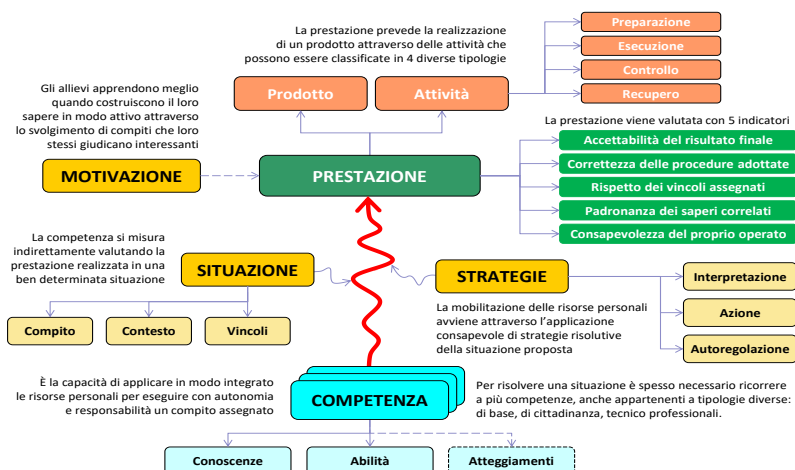 La prestazione prevede la realizzazione
di un prodotto attraverso delle attività che
possono essere classificate in 4 diverse tipologie
Preparazione
Esecuzione
Controllo
Recupero
Prodotto
Attività
Gli allievi apprendono meglio
quando costruiscono il loro
sapere in modo attivo attraverso
lo svolgimento di compiti che loro
stessi giudicano interessanti
La prestazione viene valutata con 5 indicatori
Accettabilità del risultato finale
Correttezza delle procedure adottate
Rispetto dei vincoli assegnati
Padronanza dei saperi correlati
Consapevolezza del proprio operato
MOTIVAZIONE
PRESTAZIONE
La competenza si misura
indirettamente valutando la
prestazione realizzata in una
ben determinata situazione
SITUAZIONE
STRATEGIE
Interpretazione
Azione
Autoregolazione
Compito
Contesto
Vincoli
La mobilitazione delle risorse personali
avviene attraverso l'applicazione
consapevole di strategie risolutive
della situazione proposta
È la capacità di applicare in modo integrato
le risorse personali per eseguire con autonomia
e responsabilità un compito assegnato
COMPETENZA
Per risolvere una situazione è spesso necessario ricorrere
a più competenze, anche appartenenti a tipologie diverse:
di base, di cittadinanza, tecnico professionali.
Conoscenze
Abilità
Atteggiamenti